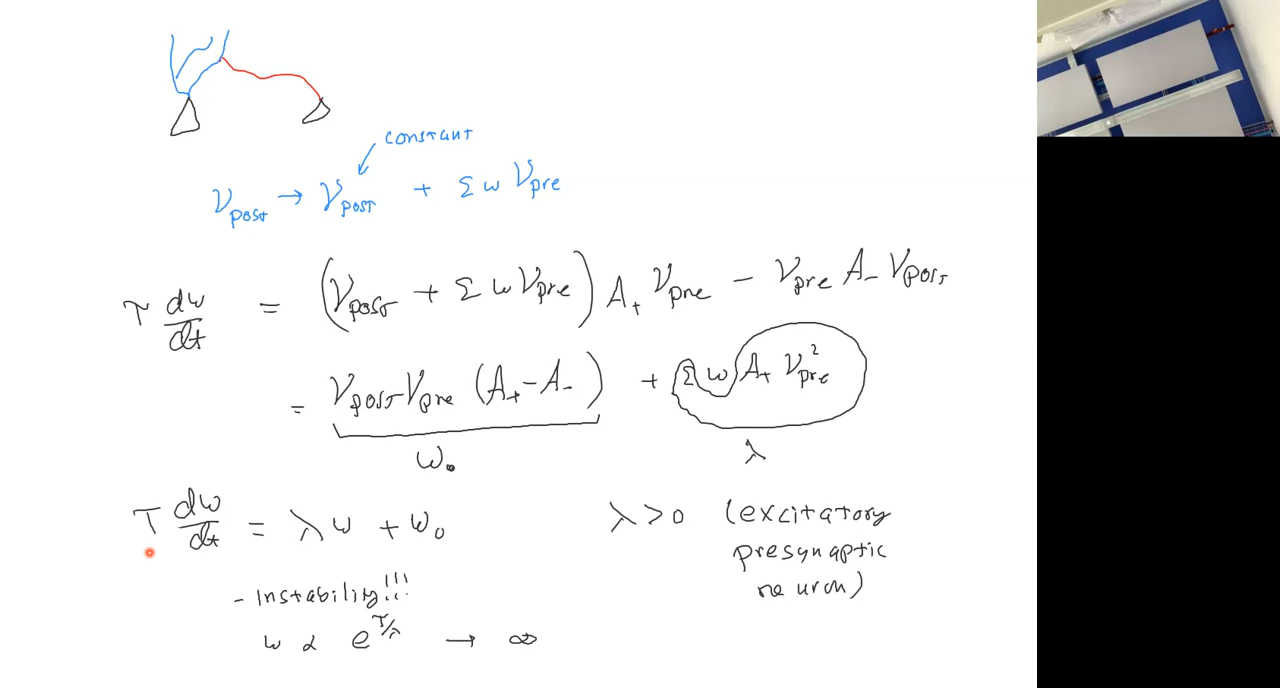 constant
ν_post → ν_post + Σ w ν_pre
τ dw/dt = (ν_post + Σ w ν_pre) A₊ ν_pre − ν_pre A₋ ν_post
= ν_post ν_pre (A₊ − A₋) + Σ w A₊ ν_pre²
w₀ λ
τ dw/dt = λ w + w₀
λ > 0 (excitatory
presynaptic
neuron)
- Instability!!!
w ∝ e^τ/λ → ∞